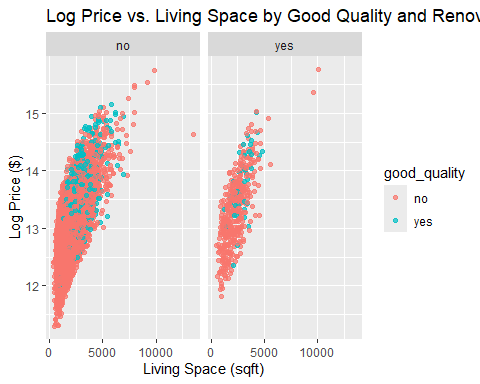 Log Price vs. Living Space by Good Quality and Renov
no yes
15
14
13
12
Log Price ($)
0 5000 10000 0 5000 10000
Living Space (sqft)
good_quality
no
yes